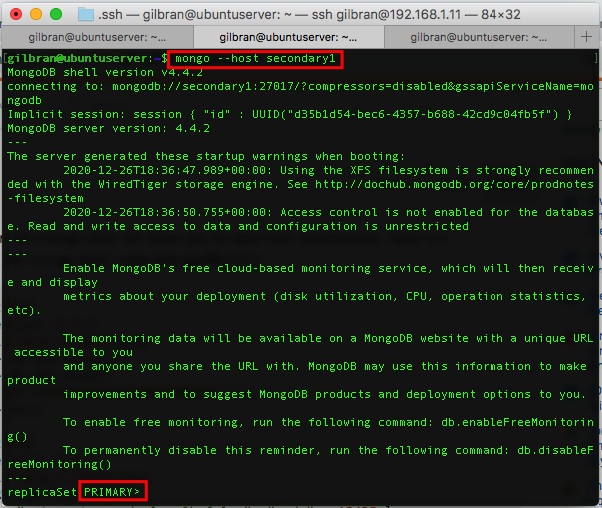 .ssh — gilbran@ubuntuserver: ~ — ssh gilbran@192.168.1.11 — 84×32
gilbran@ubuntuserver: ~... gilbran@ubuntuserver: ~... gilbran@ubuntuserver: ~... +
[gilbran@ubuntuserver:~$ mongo --host secondary1 ]
MongoDB shell version v4.4.2
connecting to: mongodb://secondary1:27017/?compressors=disabled&gssapiServiceName=mo
ngodb
Implicit session: session { "id" : UUID("d35b1d54-bec6-4357-b688-42cd9c04fb5f") }
MongoDB server version: 4.4.2
---
The server generated these startup warnings when booting:
        2020-12-26T18:36:47.989+00:00: Using the XFS filesystem is strongly recommen
ded with the WiredTiger storage engine. See http://dochub.mongodb.org/core/prodnotes
-filesystem
        2020-12-26T18:36:50.755+00:00: Access control is not enabled for the databas
e. Read and write access to data and configuration is unrestricted
---
---
        Enable MongoDB's free cloud-based monitoring service, which will then receiv
e and display
        metrics about your deployment (disk utilization, CPU, operation statistics,
etc).

        The monitoring data will be available on a MongoDB website with a unique URL
 accessible to you
        and anyone you share the URL with. MongoDB may use this information to make
product
        improvements and to suggest MongoDB products and deployment options to you.

        To enable free monitoring, run the following command: db.enableFreeMonitorin
g()
        To permanently disable this reminder, run the following command: db.disableF
reeMonitoring()
---
replicaSet PRIMARY>